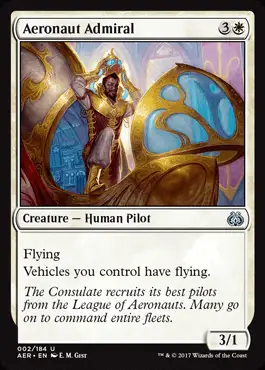 Aeronaut Admiral 3
Creature — Human Pilot
Flying
Vehicles you control have flying.
The Consulate recruits its best pilots
from the League of Aeronauts. Many go
on to command entire fleets.
3/1
002/184 U
AER • EN E. M. Gist
™ & © 2017 Wizards of the Coast